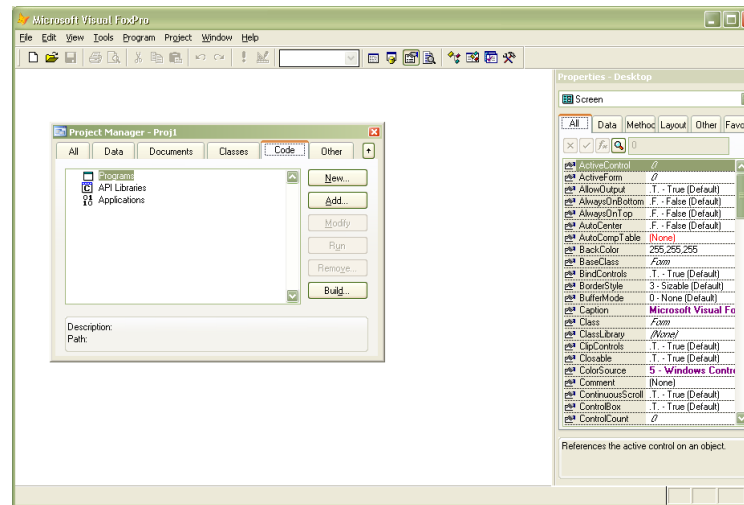 Microsoft Visual FoxPro
File Edit View Tools Program Project Window Help
Properties - Desktop
Screen
All Data Methoc Layout Other Favo
0
Project Manager - Proj1
All Data Documents Classes Code Other
Programs
API Libraries
Applications
New...
Add...
Modify
Run
Remove...
Build...
Description:
Path:
ActiveControl 0
ActiveForm 0
AllowOutput .T. - True (Default)
AlwaysOnBottom .F. - False (Default)
AlwaysOnTop .F. - False (Default)
AutoCenter .F. - False (Default)
AutoCompTable (None)
BackColor 255,255,255
BaseClass Form
BindControls .T. - True (Default)
BorderStyle 3 - Sizable (Default)
BufferMode 0 - None (Default)
Caption Microsoft Visual Fo
Class Form
ClassLibrary (None)
ClipControls .T. - True (Default)
Closable .T. - True (Default)
ColorSource 5 - Windows Contr
Comment (None)
ContinuousScroll .T. - True (Default)
ControlBox .T. - True (Default)
ControlCount 0
References the active control on an object.